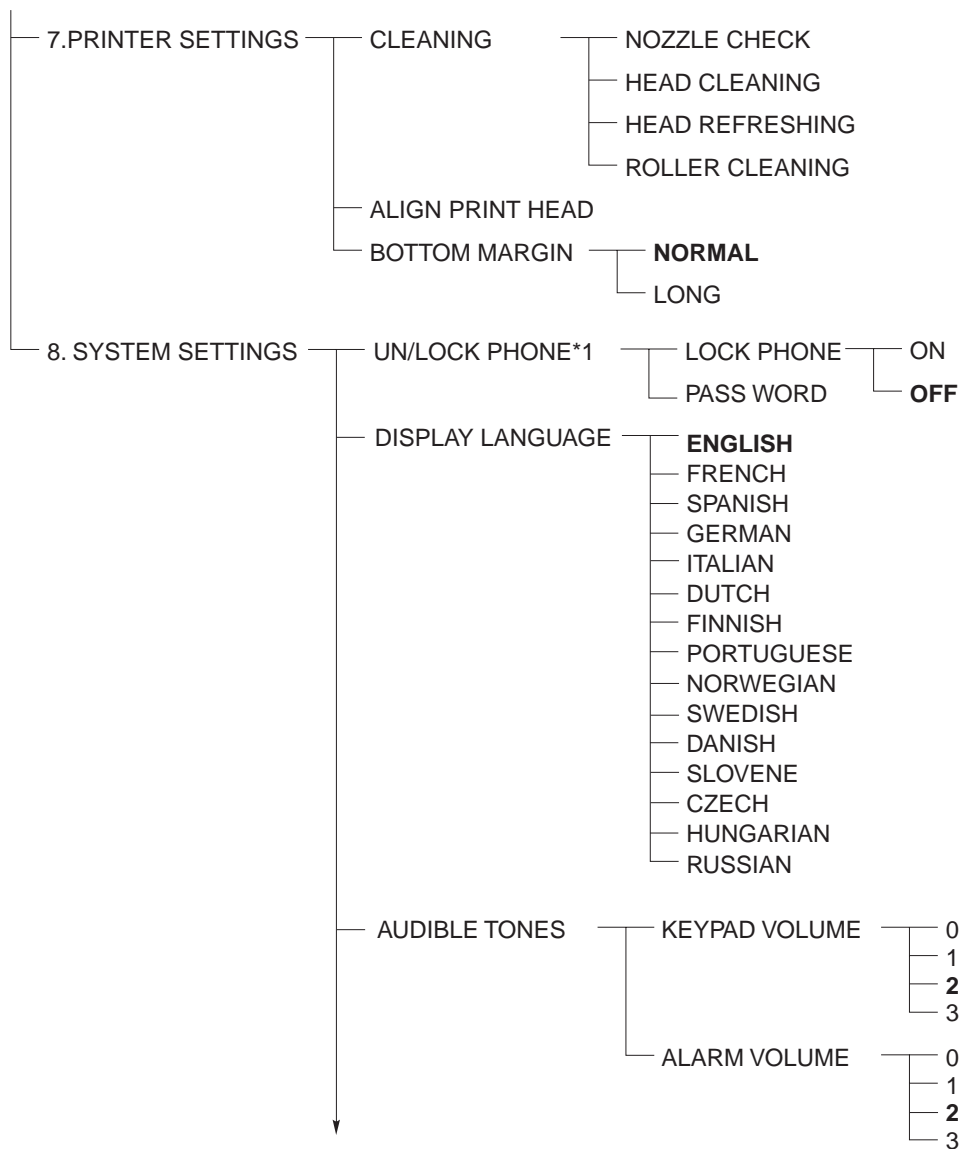 7.PRINTER SETTINGS CLEANING NOZZLE CHECK
HEAD CLEANING
HEAD REFRESHING
ROLLER CLEANING
ALIGN PRINT HEAD
BOTTOM MARGIN NORMAL
LONG
8. SYSTEM SETTINGS UN/LOCK PHONE*1 LOCK PHONE ON
PASS WORD OFF
DISPLAY LANGUAGE ENGLISH
FRENCH
SPANISH
GERMAN
ITALIAN
DUTCH
FINNISH
PORTUGUESE
NORWEGIAN
SWEDISH
DANISH
SLOVENE
CZECH
HUNGARIAN
RUSSIAN
AUDIBLE TONES KEYPAD VOLUME 0
1
2
3
ALARM VOLUME 0
1
2
3